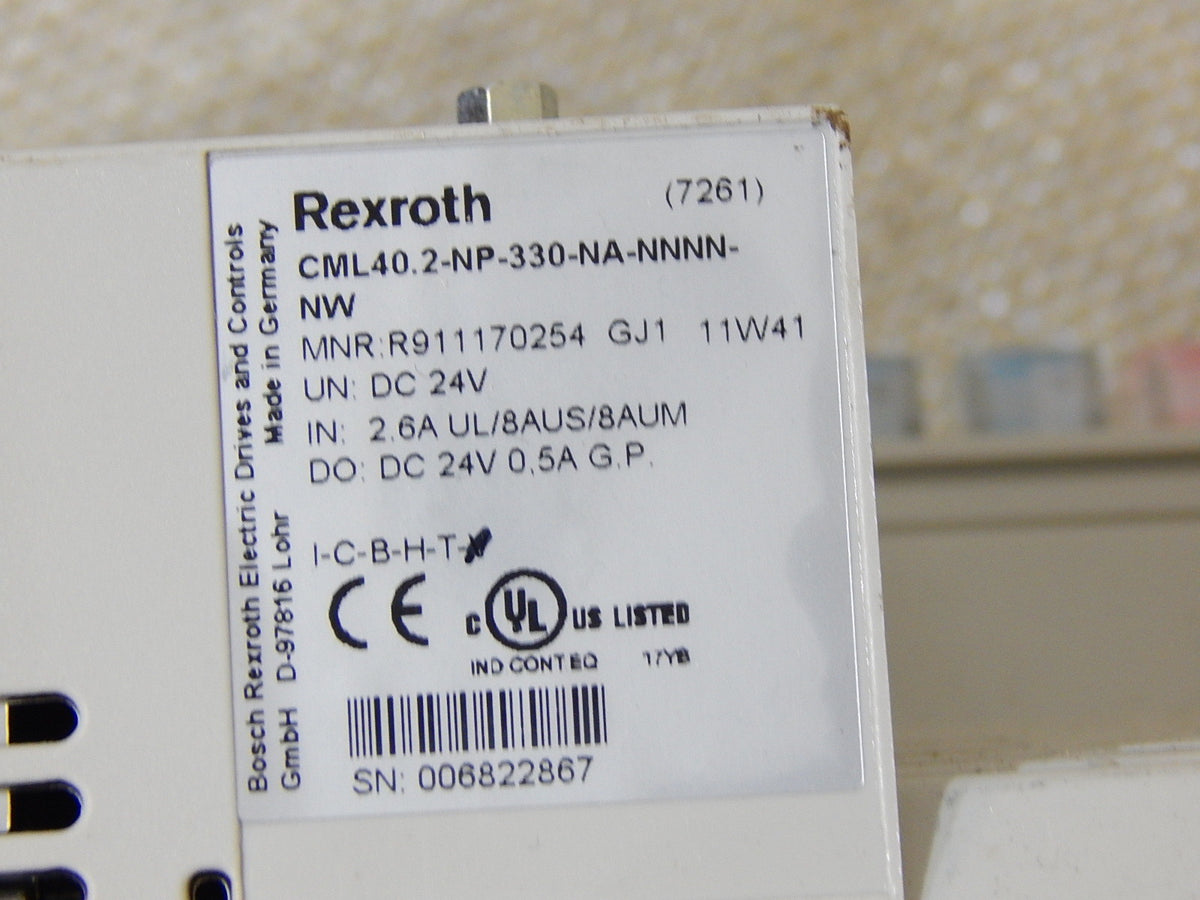 Rexroth (7261)
CML40.2-NP-330-NA-NNNN-
NW
MNR:R911170254 GJ1 11W41
UN: DC 24V
IN: 2.6A UL/8AUS/8AUM
DO: DC 24V 0.5A G.P.
I-C-B-H-T-
CE C UL US LISTED
IND CONT EQ 17YB
SN: 006822867
Bosch Rexroth Electric Drives and Controls
GmbH D-97816 Lohr Made in Germany